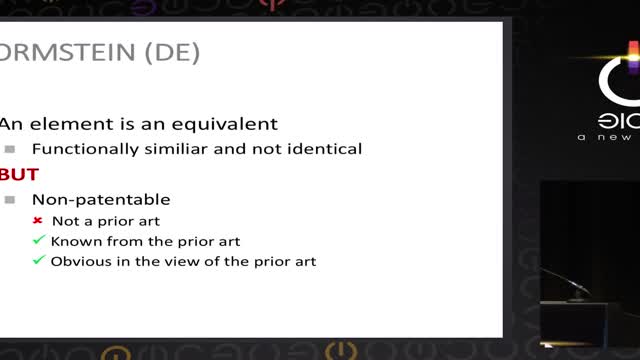 ORMSTEIN (DE)
An element is an equivalent
Functionally similiar and not identical
BUT
Non-patentable
Not a prior art
Known from the prior art
Obvious in the view of the prior art
a new